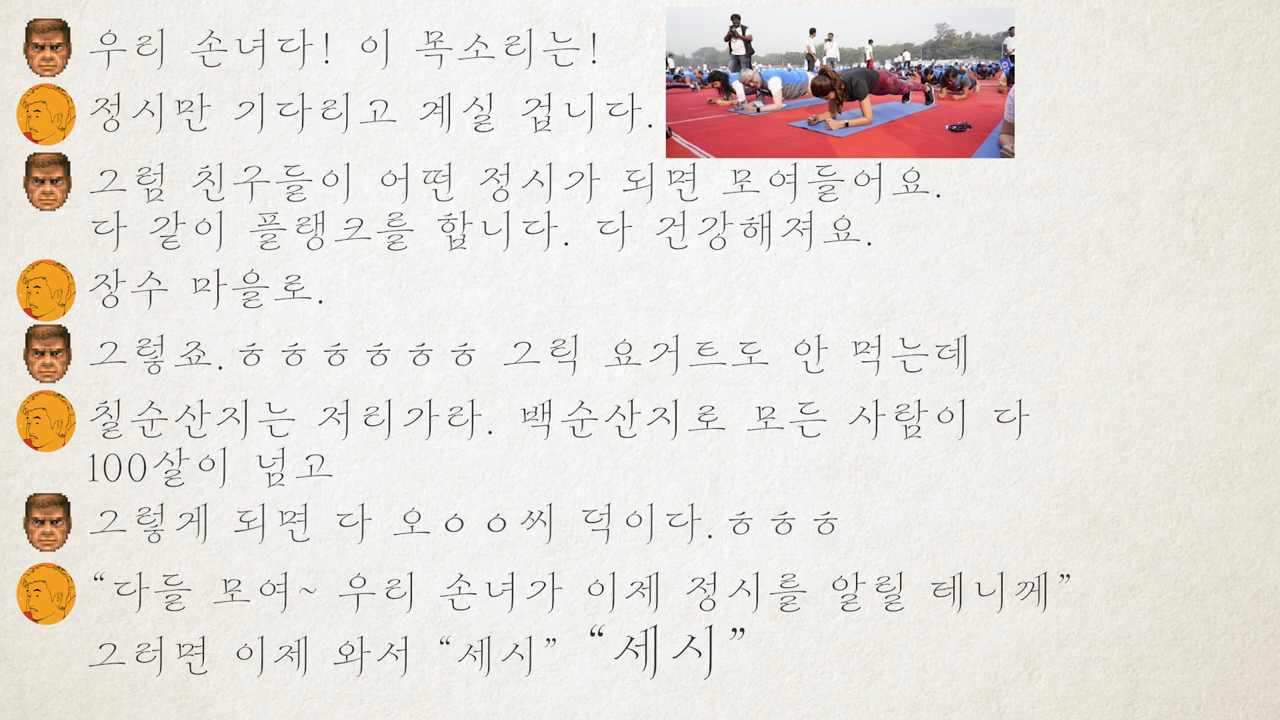 우리 손녀다! 이 목소리는!
정시만 기다리고 계실 겁니다.
그럼 친구들이 어떤 정시가 되면 모여들어요.
다 같이 플랭크를 합니다. 다 건강해져요.
장수 마을로.
그렇죠.ㅎㅎㅎㅎㅎㅎ 그릭 요거트도 안 먹는데
칠순산지는 저리가라. 백순산지로 모든 사람이 다
100살이 넘고
그렇게 되면 다 오ㅇㅇ씨 덕이다.ㅎㅎㅎ
“다들 모여~ 우리 손녀가 이제 정시를 알릴 테니께”
그러면 이제 와서 “세시” “세시”